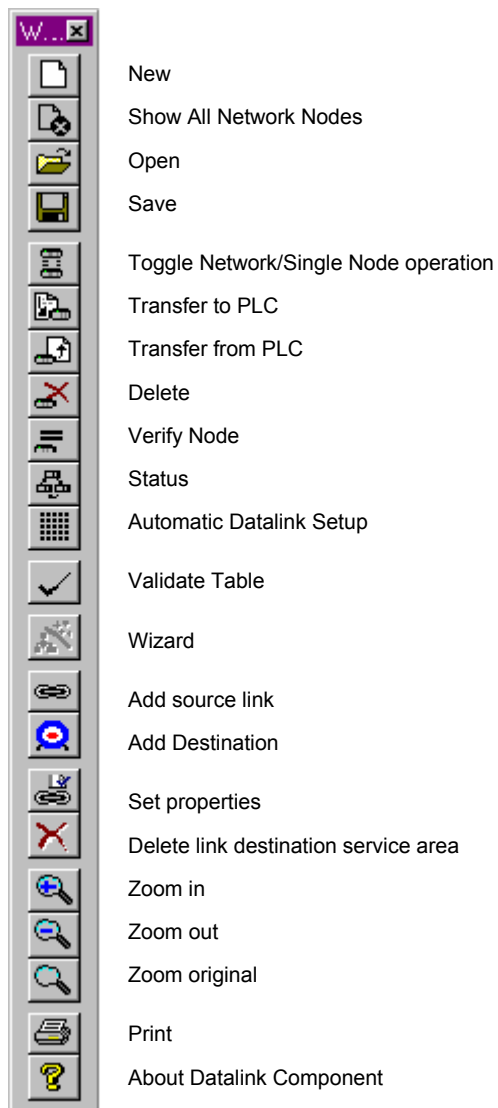 W...
New
Show All Network Nodes
Open
Save
Toggle Network/Single Node operation
Transfer to PLC
Transfer from PLC
Delete
Verify Node
Status
Automatic Datalink Setup
Validate Table
Wizard
Add source link
Add Destination
Set properties
Delete link destination service area
Zoom in
Zoom out
Zoom original
Print
About Datalink Component